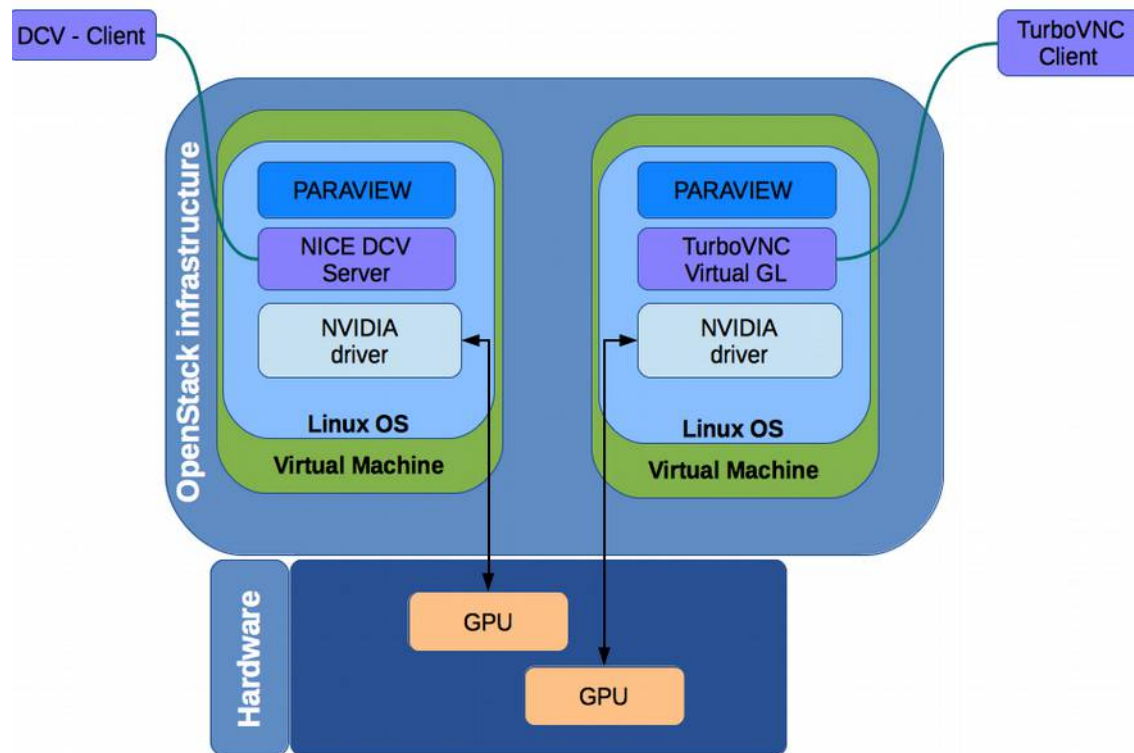 DCV - Client
TurboVNC
Client
OpenStack infrastructure
PARAVIEW
NICE DCV
Server
NVIDIA
driver
Linux OS
Virtual Machine
PARAVIEW
TurboVNC
Virtual GL
NVIDIA
driver
Linux OS
Virtual Machine
Hardware
GPU
GPU